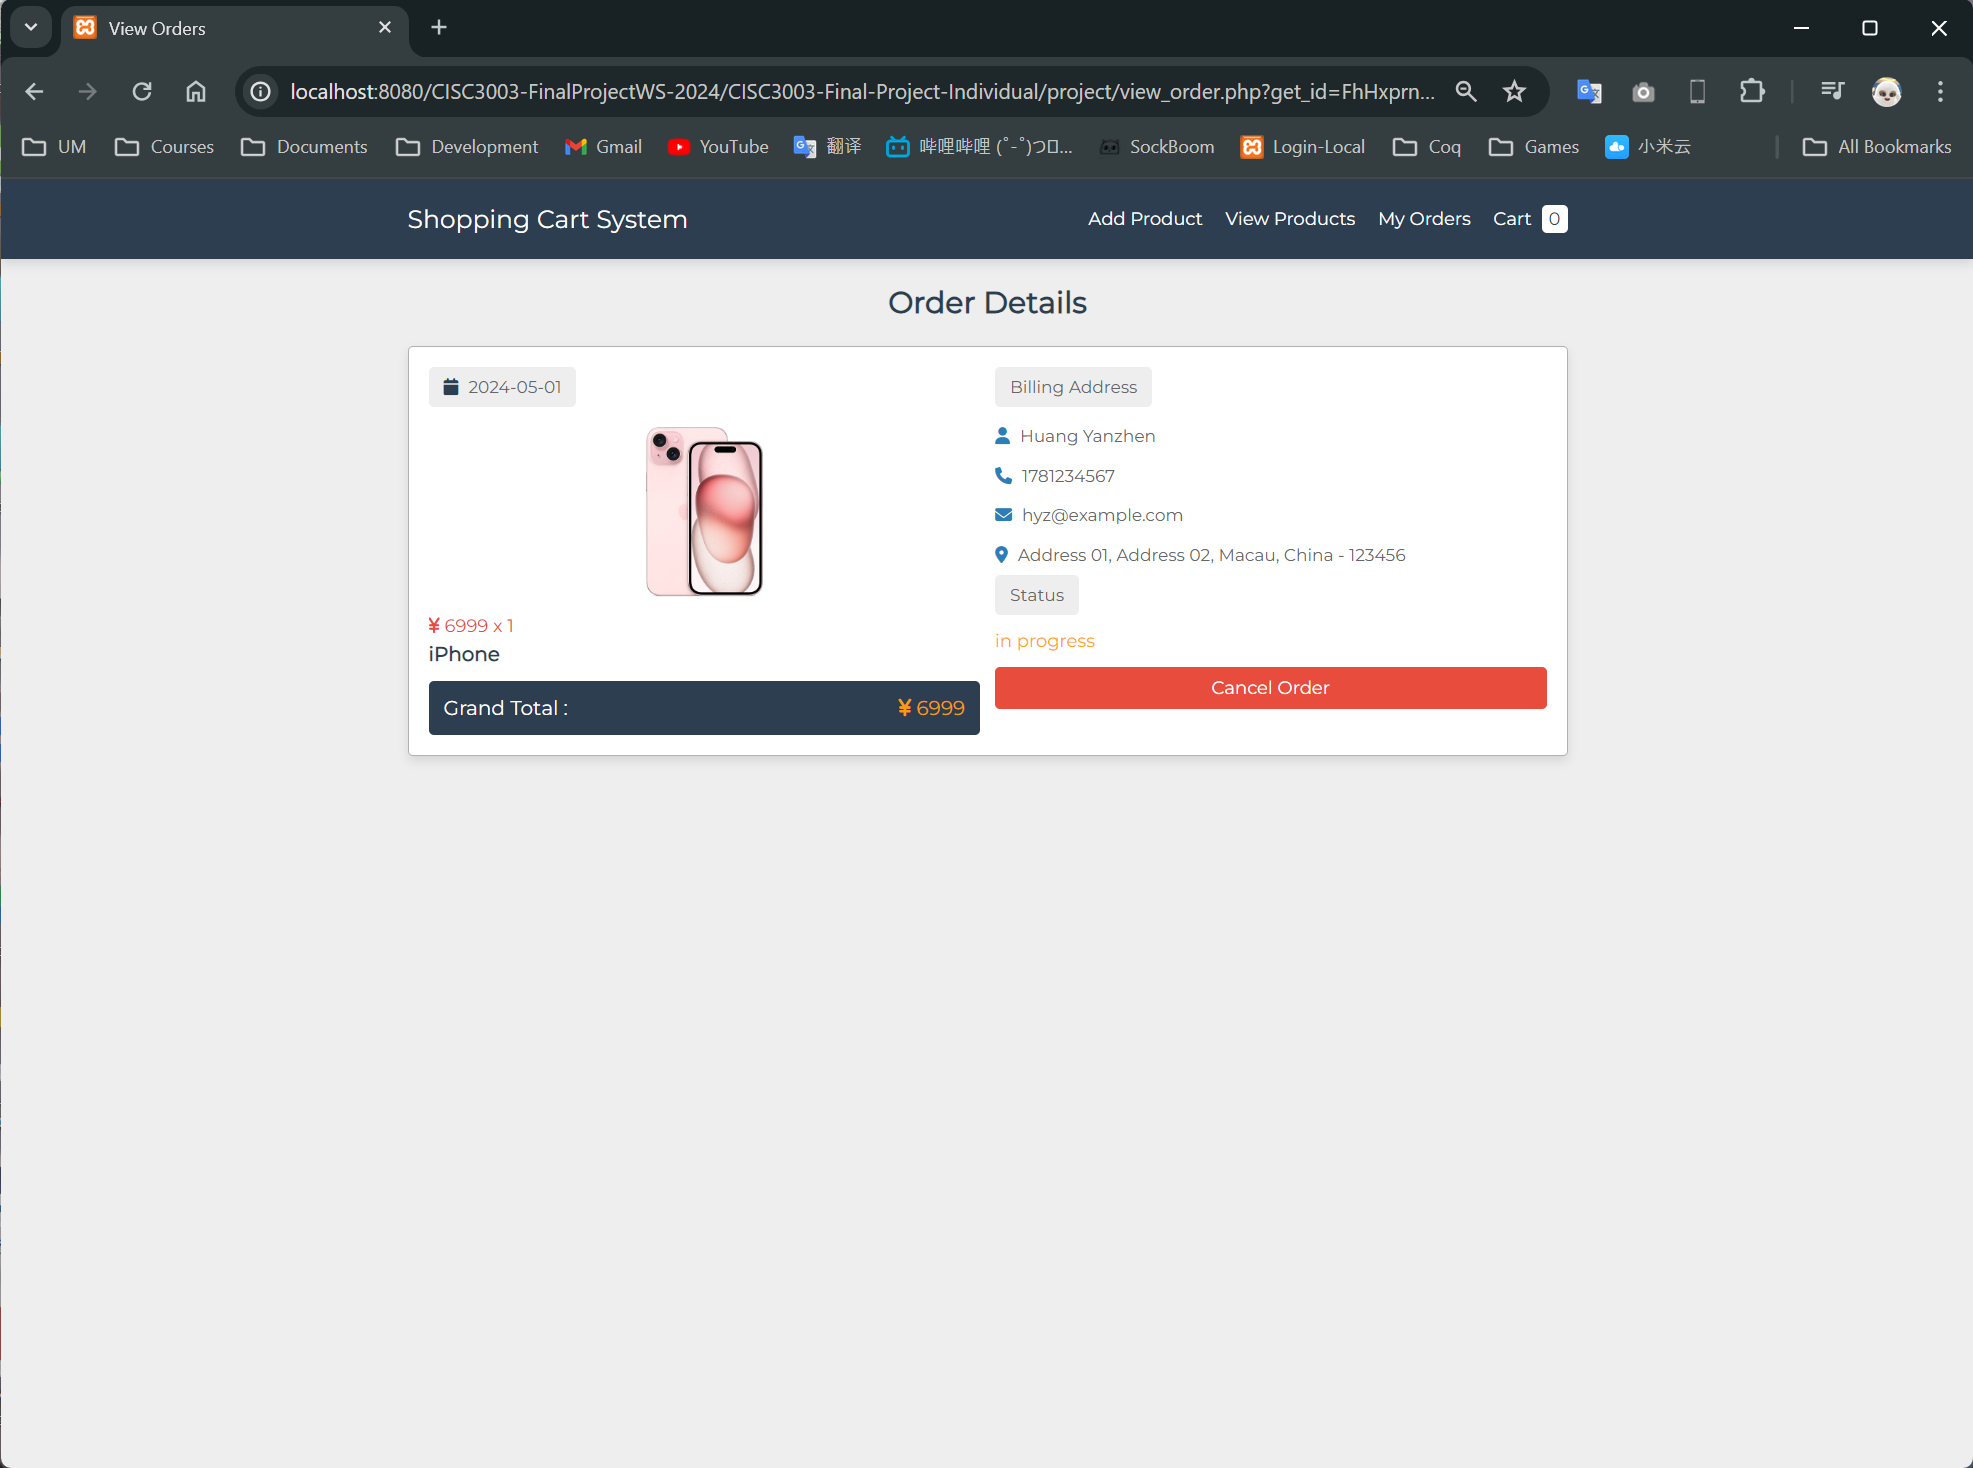 View Orders
localhost:8080/CISC3003-FinalProjectWS-2024/CISC3003-Final-Project-Individual/project/view_order.php?get_id=FhHxprn...
UM Courses Documents Development Gmail YouTube 翻译 哔哩哔哩 (゜-゜)つロ... SockBoom Login-Local Coq Games 小米云 All Bookmarks
Shopping Cart System Add Product View Products My Orders Cart 0
Order Details
2024-05-01
¥ 6999 x 1
iPhone
Grand Total : ¥ 6999
Billing Address
Huang Yanzhen
1781234567
hyz@example.com
Address 01, Address 02, Macau, China - 123456
Status
in progress
Cancel Order